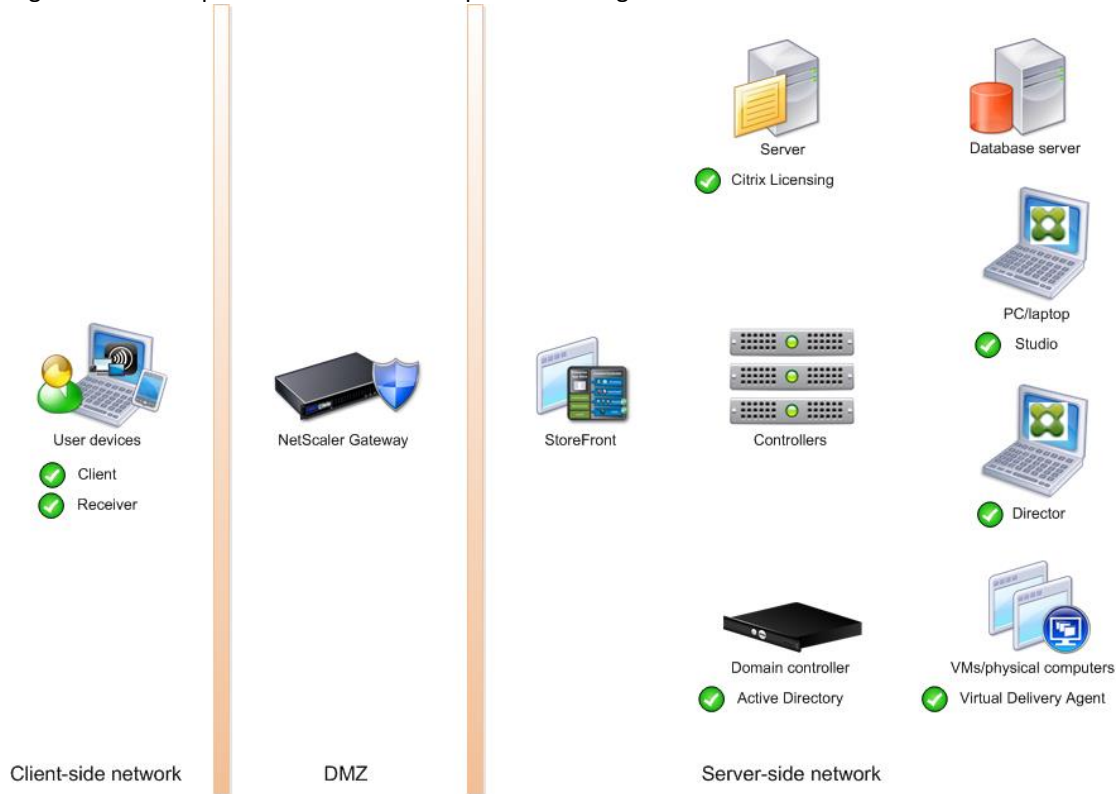 Server
Database server
Citrix Licensing
PC/laptop
Studio
User devices
NetScaler Gateway
StoreFront
Controllers
Client
Receiver
Director
Domain controller
VMs/physical computers
Active Directory
Virtual Delivery Agent
Client-side network
DMZ
Server-side network